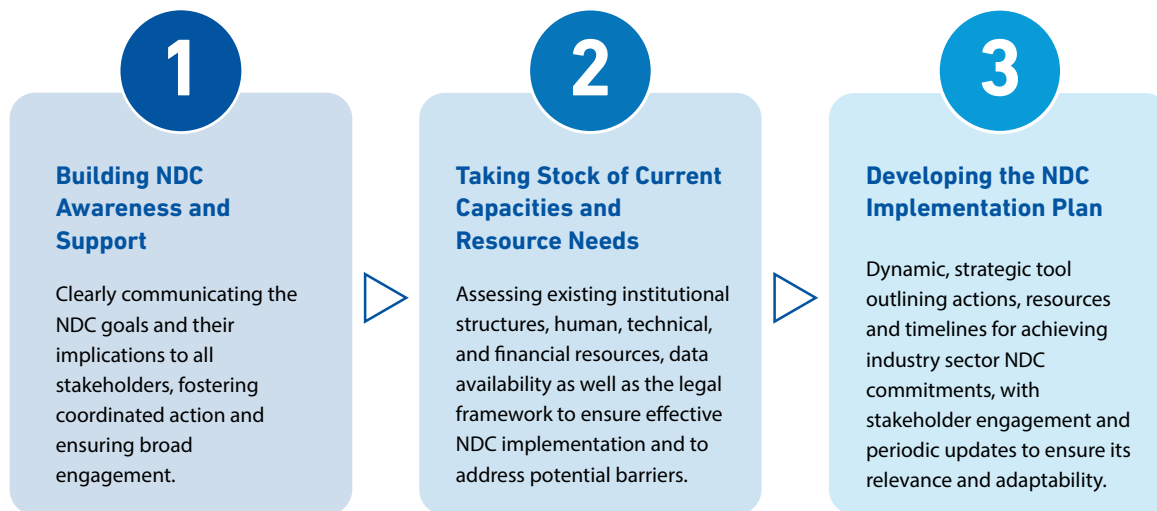 1
Building NDC
Awareness and
Support
Clearly communicating the
NDC goals and their
implications to all
stakeholders, fostering
coordinated action and
ensuring broad
engagement.
2
Taking Stock of Current
Capacities and
Resource Needs
Assessing existing institutional
structures, human, technical,
and financial resources, data
availability as well as the legal
framework to ensure effective
NDC implementation and to
address potential barriers.
3
Developing the NDC
Implementation Plan
Dynamic, strategic tool
outlining actions, resources
and timelines for achieving
industry sector NDC
commitments, with
stakeholder engagement and
periodic updates to ensure its
relevance and adaptability.